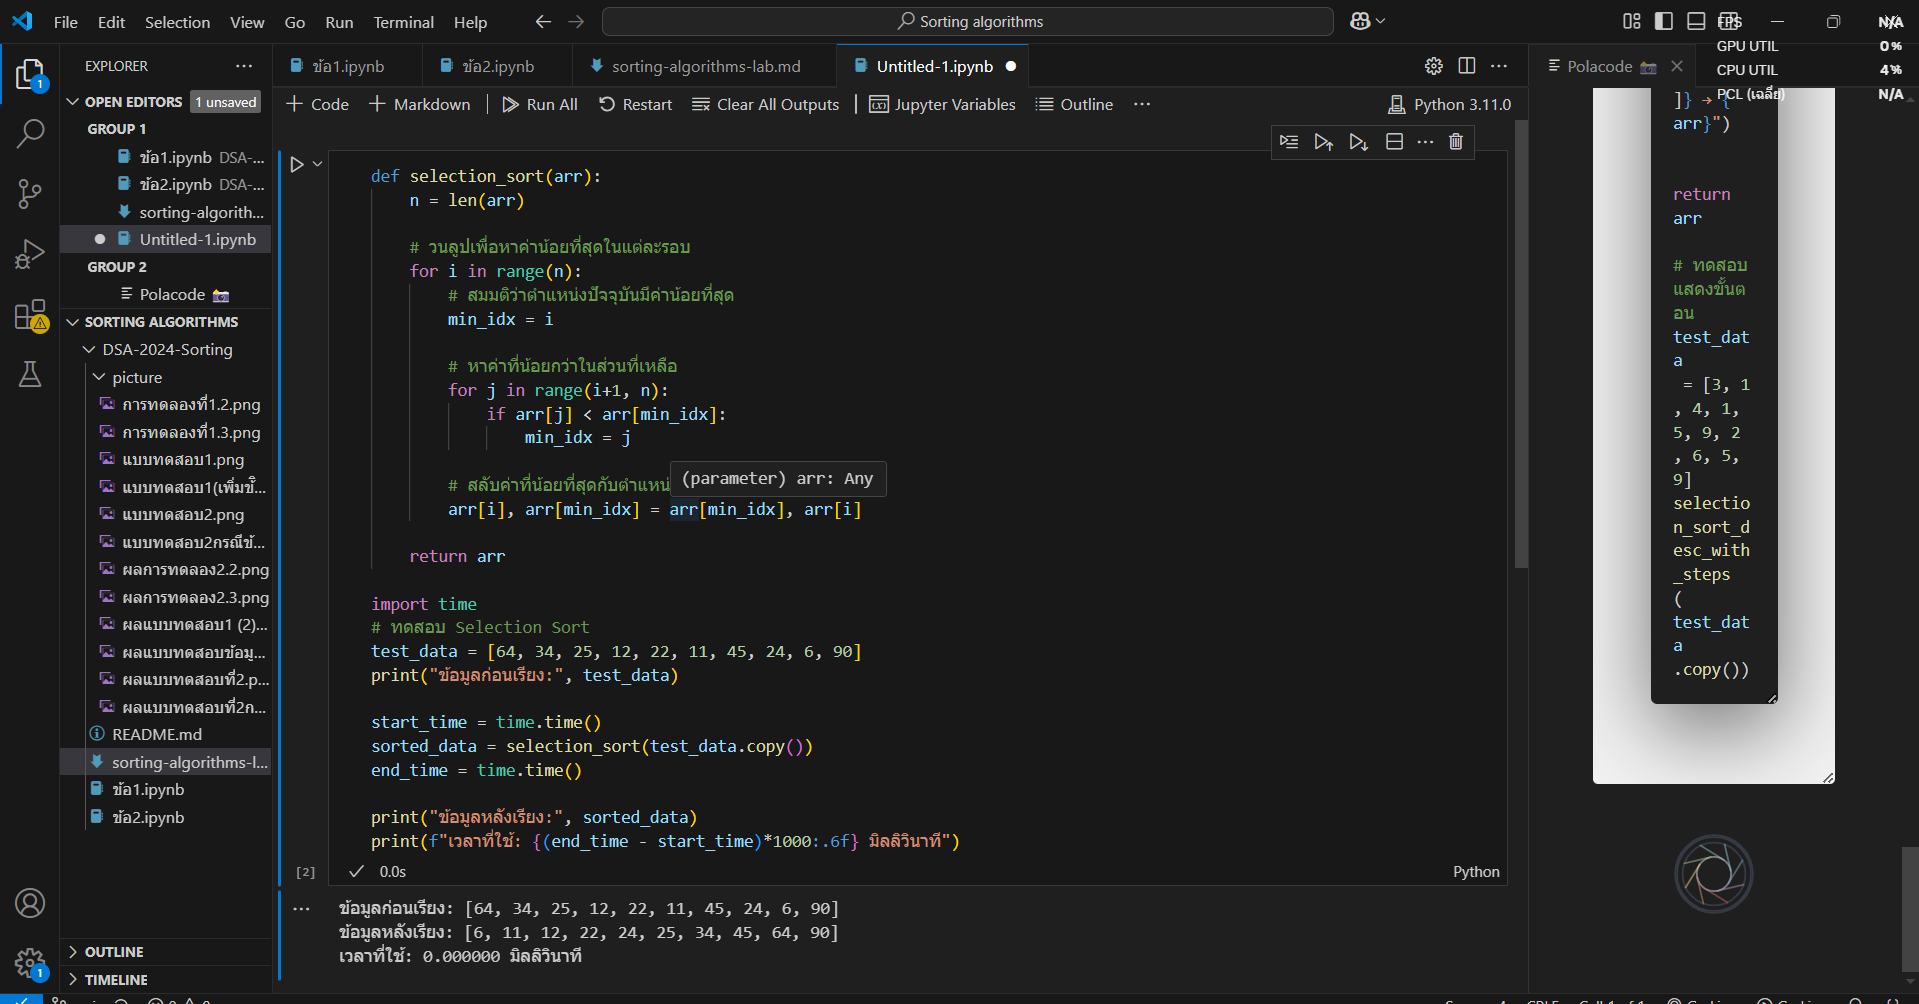 File Edit Selection View Go Run Terminal Help
Sorting algorithms
FPS N/A
GPU UTIL 0%
CPU UTIL 4%
PCL (เฉลี่ย) N/A
EXPLORER
OPEN EDITORS 1 unsaved
GROUP 1
ข้อ1.ipynb DSA-...
ข้อ2.ipynb DSA-...
sorting-algorith...
Untitled-1.ipynb
GROUP 2
Polacode
SORTING ALGORITHMS
DSA-2024-Sorting
picture
การทดลองที่1.2.png
การทดลองที่1.3.png
แบบทดสอบ1.png
แบบทดสอบ1(เพิ่มข้...
แบบทดสอบ2.png
แบบทดสอบ2กรณีข้...
ผลการทดลอง2.2.png
ผลการทดลอง2.3.png
ผลแบบทดสอบ1 (2)...
ผลแบบทดสอบข้อมู...
ผลแบบทดสอบที่2.p...
ผลแบบทดสอบที่2ก...
README.md
sorting-algorithms-l...
ข้อ1.ipynb
ข้อ2.ipynb
OUTLINE
TIMELINE
ข้อ1.ipynb ข้อ2.ipynb sorting-algorithms-lab.md Untitled-1.ipynb
Code Markdown Run All Restart Clear All Outputs Jupyter Variables Outline ... Python 3.11.0
def selection_sort(arr):
n = len(arr)
# วนลูปเพื่อหาค่าน้อยที่สุดในแต่ละรอบ
for i in range(n):
# สมมติว่าตำแหน่งปัจจุบันมีค่าน้อยที่สุด
min_idx = i
# หาค่าที่น้อยกว่าในส่วนที่เหลือ
for j in range(i+1, n):
if arr[j] < arr[min_idx]:
min_idx = j
(parameter) arr: Any
# สลับค่าที่น้อยที่สุดกับตำแหน่
arr[i], arr[min_idx] = arr[min_idx], arr[i]
return arr
import time
# ทดสอบ Selection Sort
test_data = [64, 34, 25, 12, 22, 11, 45, 24, 6, 90]
print("ข้อมูลก่อนเรียง:", test_data)
start_time = time.time()
sorted_data = selection_sort(test_data.copy())
end_time = time.time()
print("ข้อมูลหลังเรียง:", sorted_data)
print(f"เวลาที่ใช้: {(end_time - start_time)*1000:.6f} มิลลิวินาที")
[2] 0.0s Python
ข้อมูลก่อนเรียง: [64, 34, 25, 12, 22, 11, 45, 24, 6, 90]
ข้อมูลหลังเรียง: [6, 11, 12, 22, 24, 25, 34, 45, 64, 90]
เวลาที่ใช้: 0.000000 มิลลิวินาที
Polacode
]} → {
arr}")
return
arr
# ทดสอบ
แสดงขั้นต
อน
test_dat
a
= [3, 1
, 4, 1,
5, 9, 2
, 6, 5,
9]
selectio
n_sort_d
esc_with
_steps
(
test_dat
a
.copy())